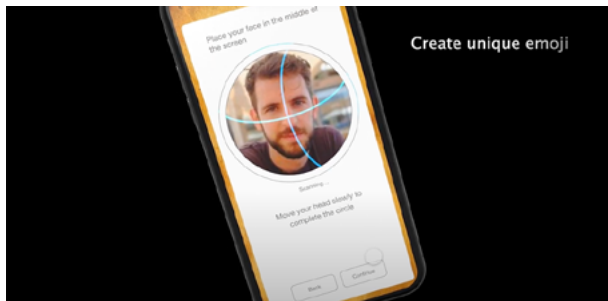 Place your face in the middle of
the screen
Create unique emoji
Scanning...
Move your head slowly to
complete the circle
Back
Continue